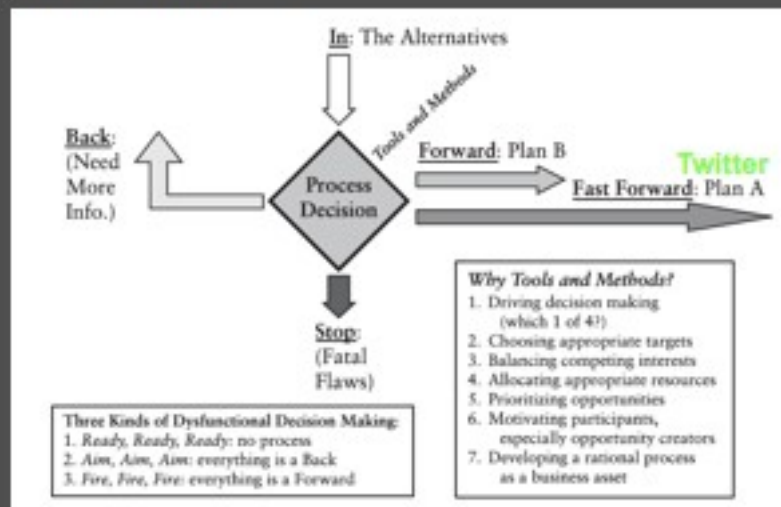 In: The Alternatives
Tools and Methods
Back:
(Need
More
Info.)
Process
Decision
Forward: Plan B
Twitter
Fast Forward: Plan A
Stop:
(Fatal
Flaws)
Why Tools and Methods?
1. Driving decision making
(which 1 of 4?)
2. Choosing appropriate targets
3. Balancing competing interests
4. Allocating appropriate resources
5. Prioritizing opportunities
6. Motivating participants,
especially opportunity creators
7. Developing a rational process
as a business asset
Three Kinds of Dysfunctional Decision Making:
1. Ready, Ready, Ready: no process
2. Aim, Aim, Aim: everything is a Back
3. Fire, Fire, Fire: everything is a Forward